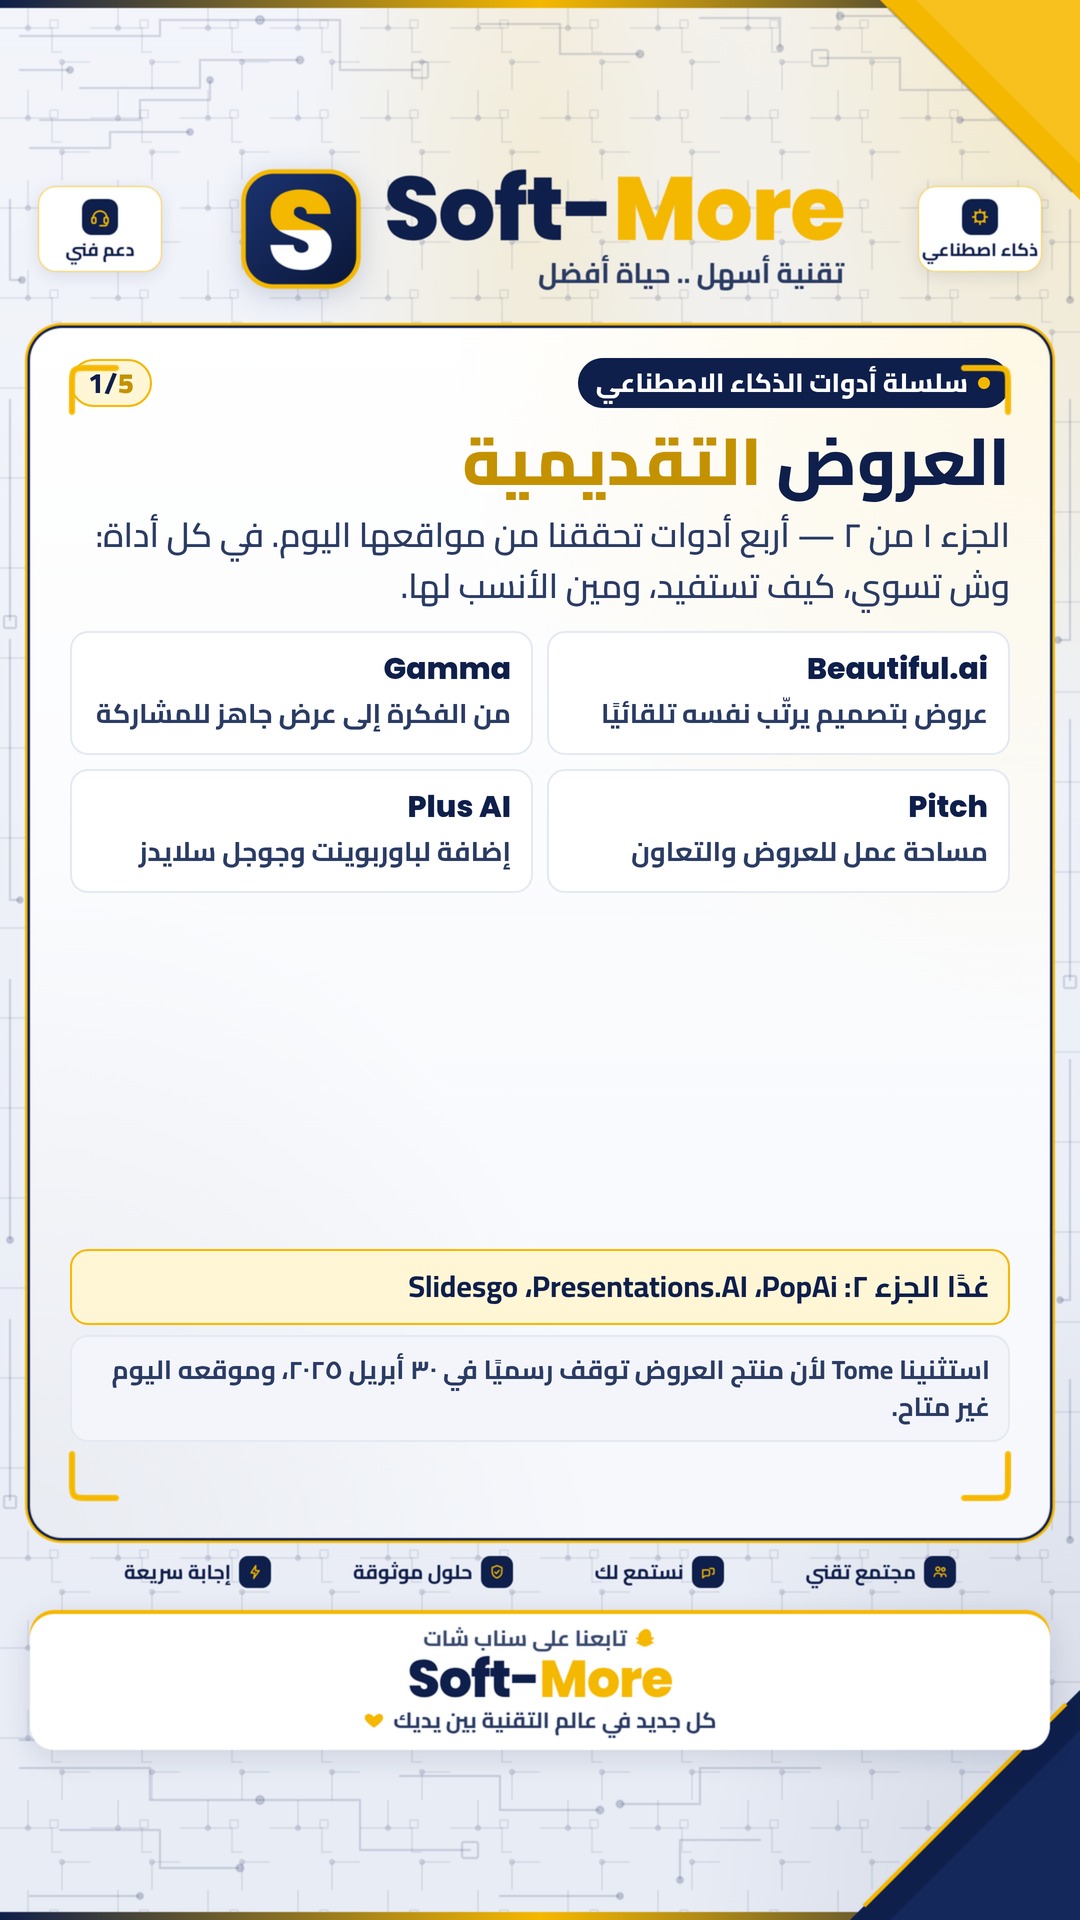 ذكاء اصطناعي
Soft-More
تقنية أسهل .. حياة أفضل
S
دعم فني
سلسلة أدوات الذكاء الاصطناعي
1/5
العروض التقديمية
الجزء ١ من ٢ — أربع أدوات تحققنا من مواقعها اليوم. في كل أداة:
وش تسوي، كيف تستفيد، ومين الأنسب لها.
Beautiful.ai
عروض بتصميم يرتّب نفسه تلقائيًا
Gamma
من الفكرة إلى عرض جاهز للمشاركة
Pitch
مساحة عمل للعروض والتعاون
Plus AI
إضافة لباوربوينت وجوجل سلايدز
غدًا الجزء ٢: PopAi، Presentations.AI، Slidesgo
استثنينا Tome لأن منتج العروض توقف رسميًا في ٣٠ أبريل ٢٠٢٥، وموقعه اليوم
غير متاح.
مجتمع تقني
نستمع لك
حلول موثوقة
إجابة سريعة
تابعنا على سناب شات
Soft-More
كل جديد في عالم التقنية بين يديك